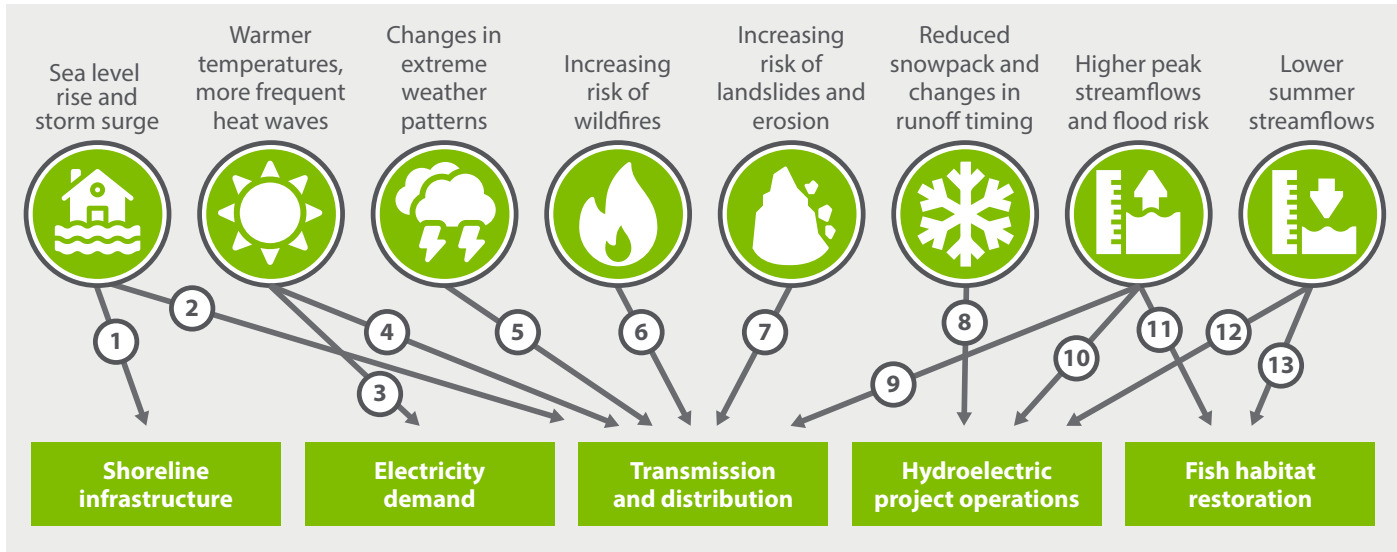 Sea level
rise and
storm surge
Warmer
temperatures,
more frequent
heat waves
Changes in
extreme
weather
patterns
Increasing
risk of
wildfires
Increasing
risk of
landslides and
erosion
Reduced
snowpack and
changes in
runoff timing
Higher peak
streamflows
and flood risk
Lower
summer
streamflows
1
2
3
4
5
6
7
8
9
10
11
12
13
Shoreline
infrastructure
Electricity
demand
Transmission
and distribution
Hydroelectric
project operations
Fish habitat
restoration